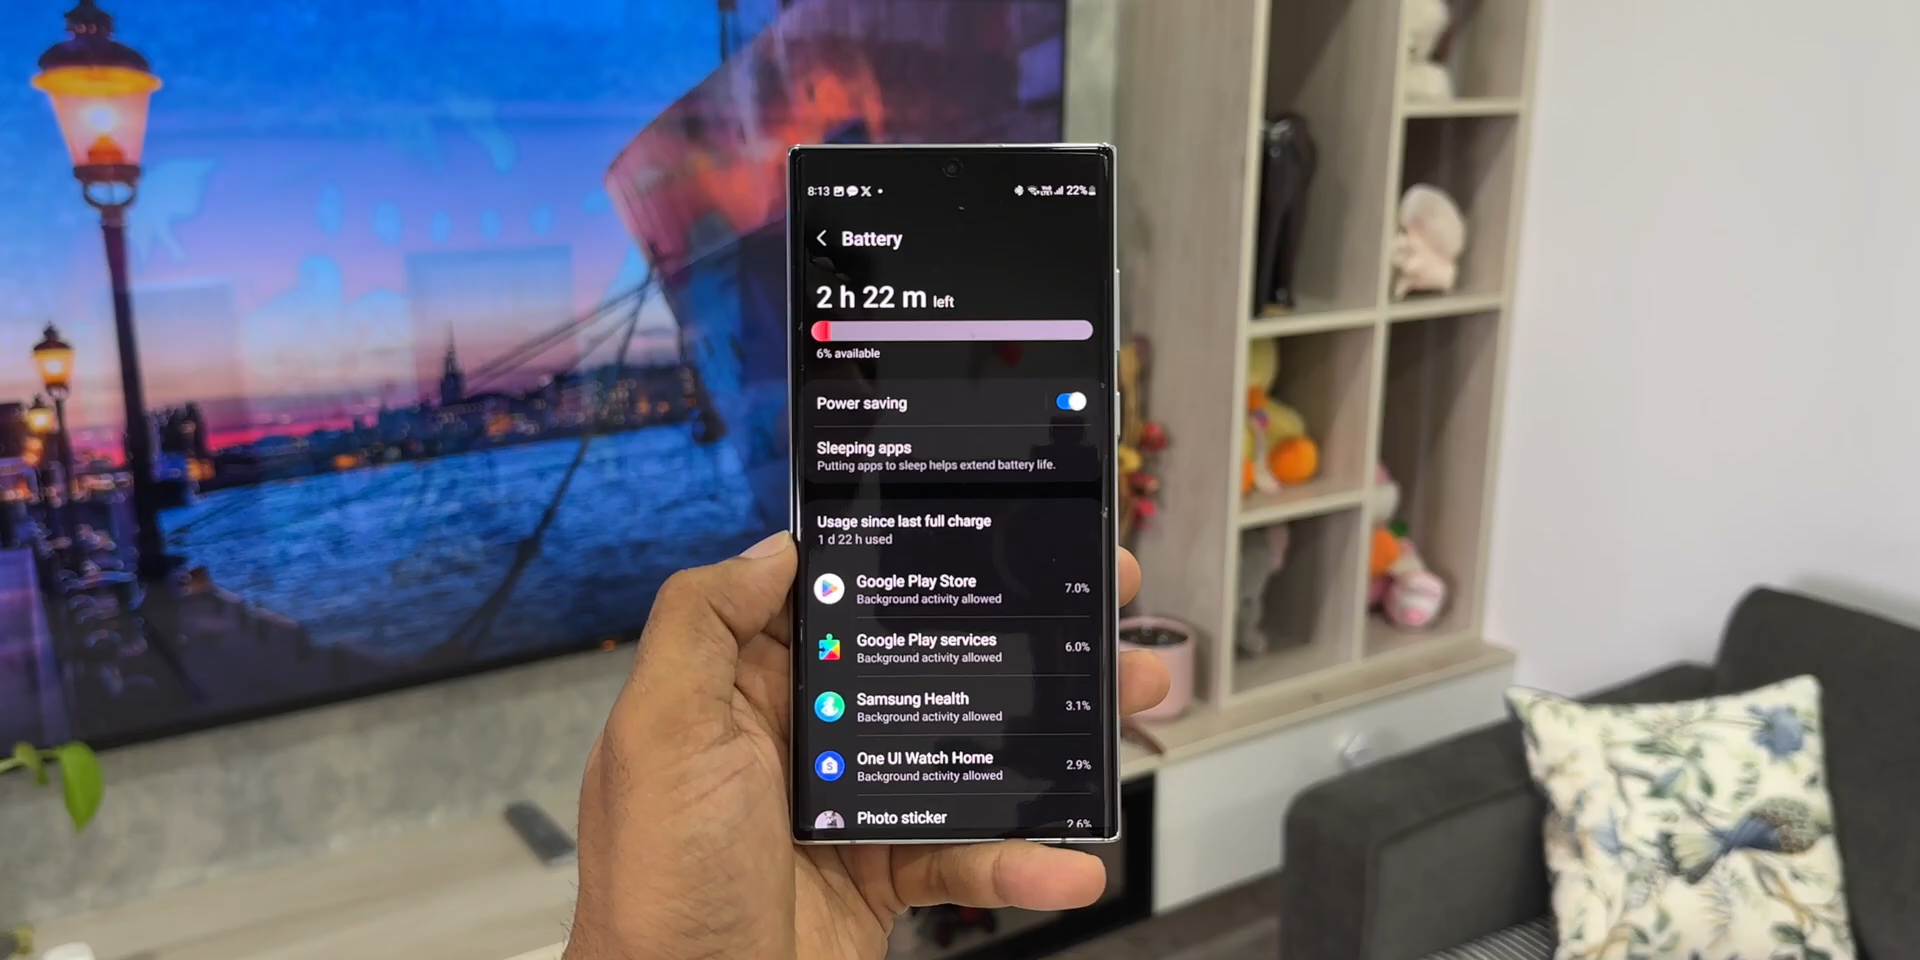 8:13
22%
Battery
2 h 22 m left
6% available
Power saving
Sleeping apps
Putting apps to sleep helps extend battery life.
Usage since last full charge
1 d 22 h used
Google Play Store
7.0%
Background activity allowed
Google Play services
6.0%
Background activity allowed
Samsung Health
3.1%
Background activity allowed
One UI Watch Home
2.9%
Background activity allowed
Photo sticker
2.6%